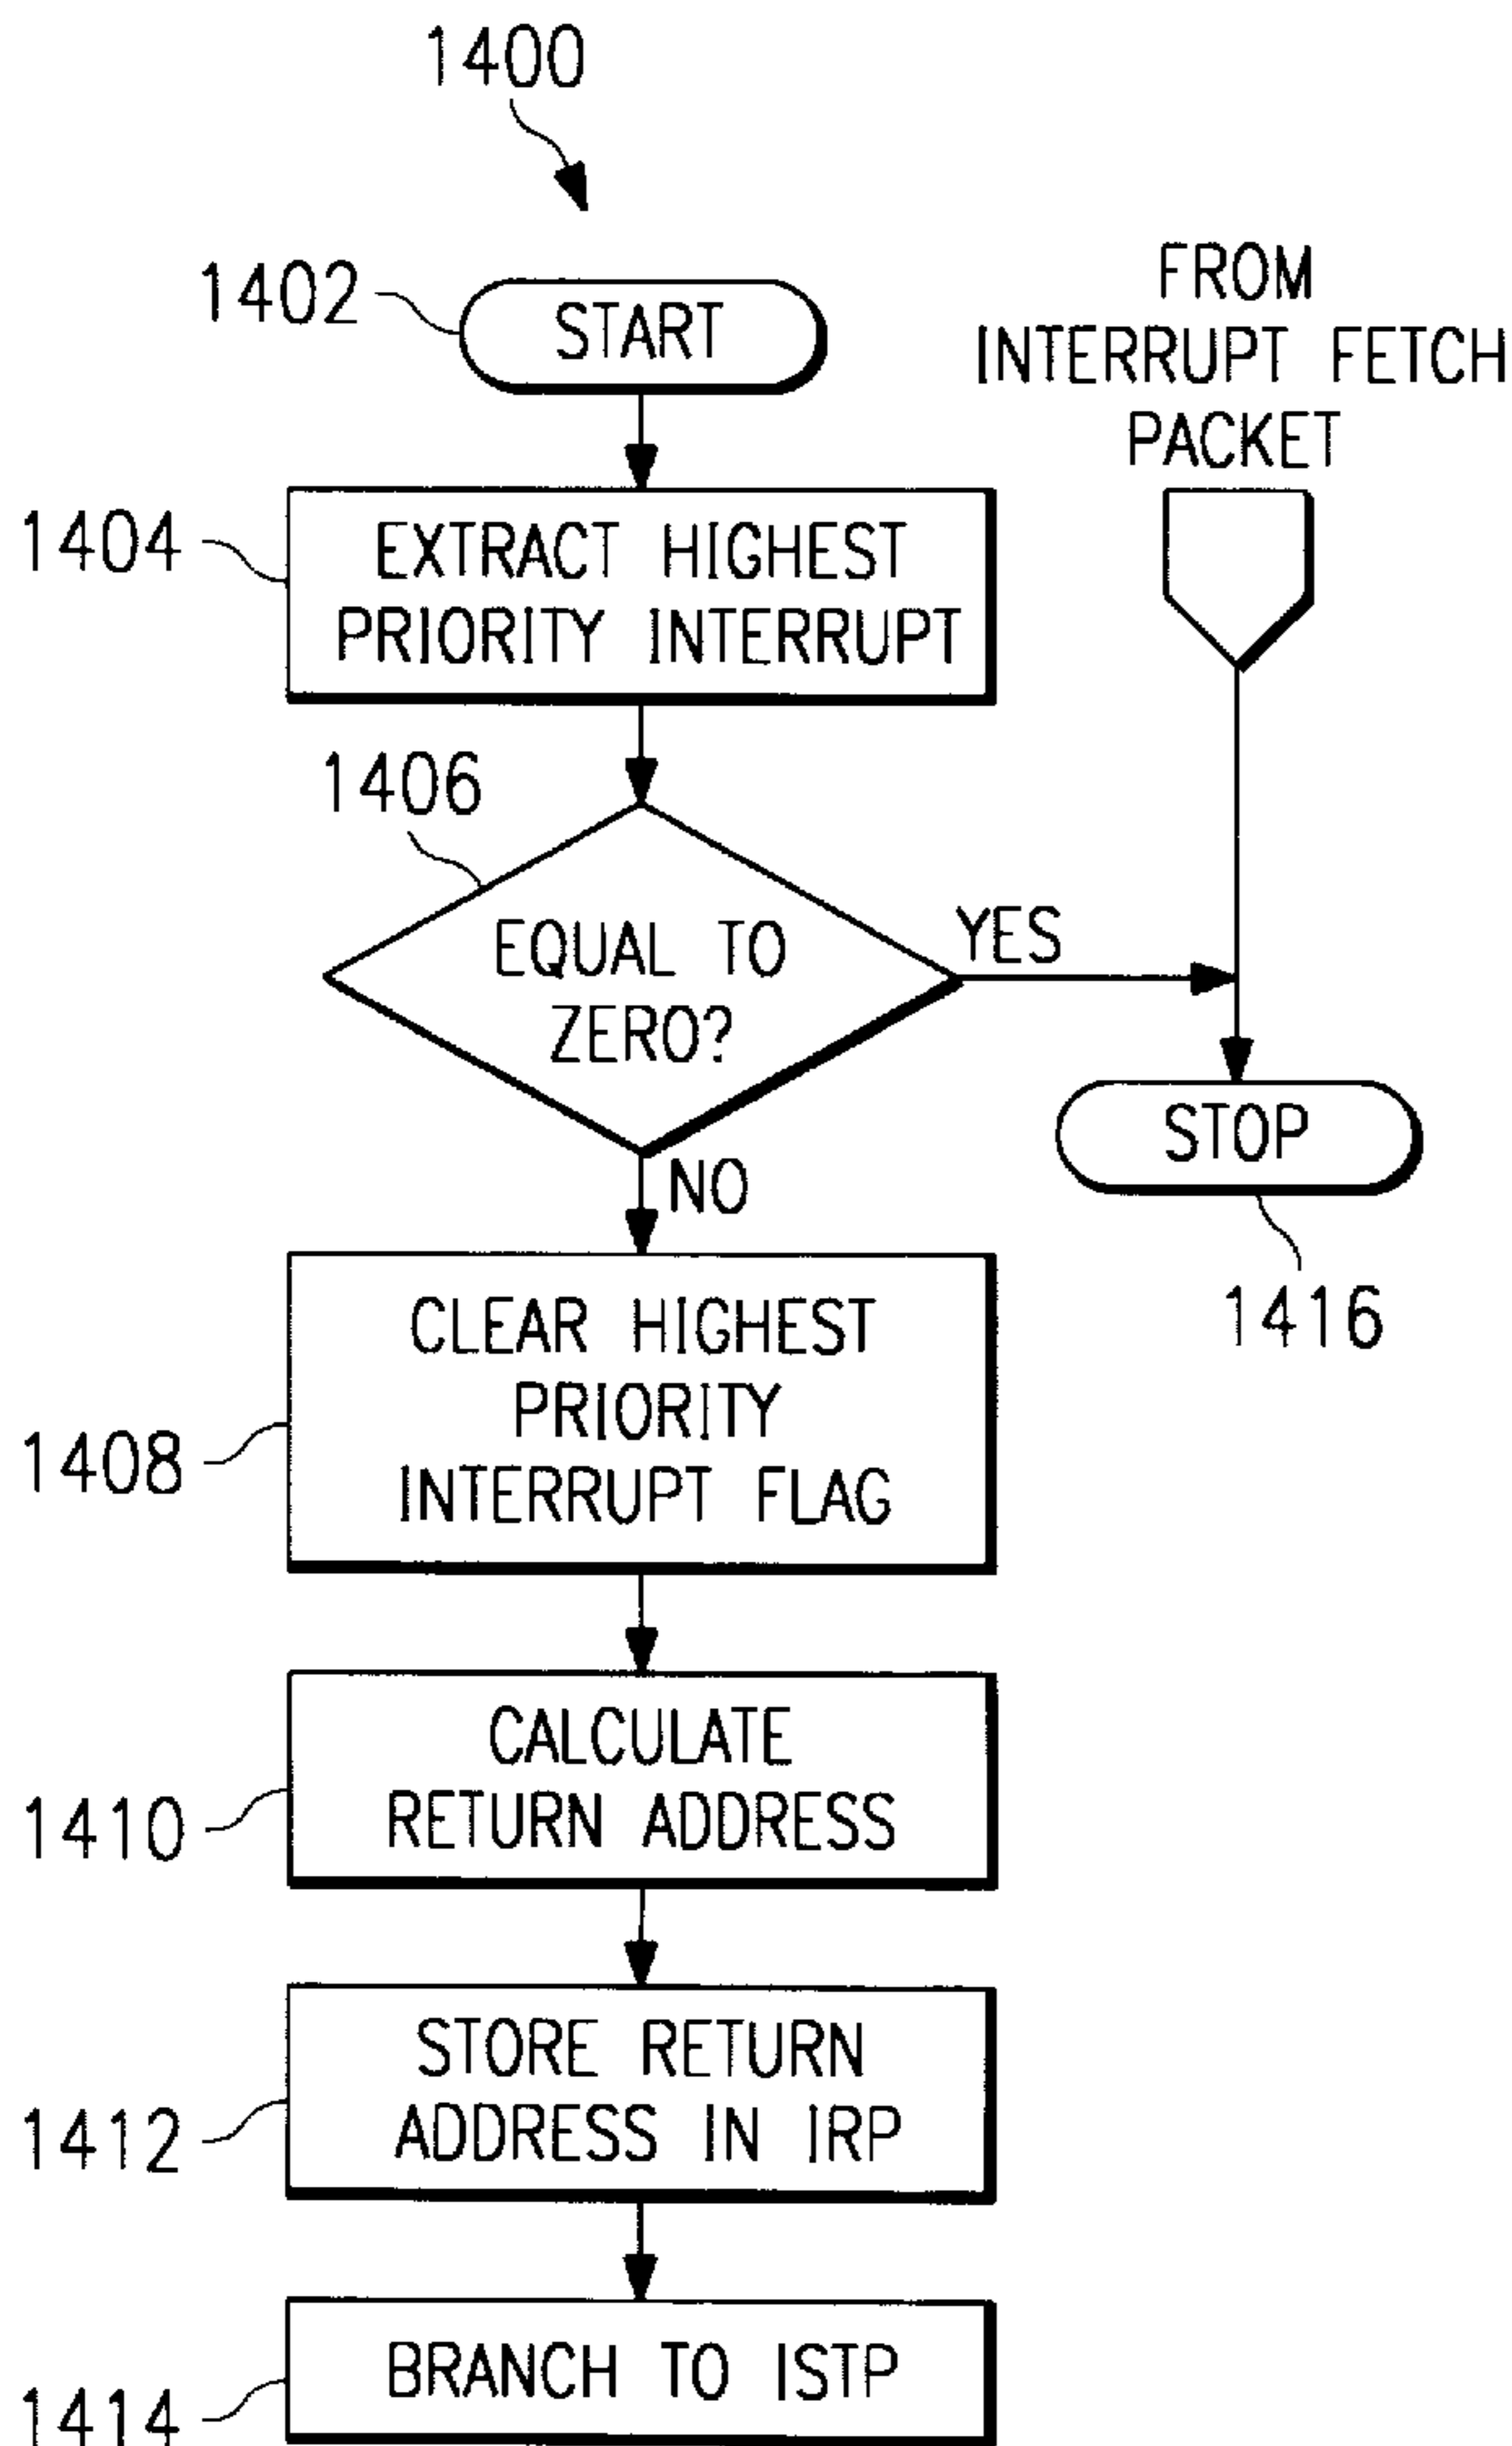 1400
1402
START
FROM
INTERRUPT FETCH
PACKET
1404
EXTRACT HIGHEST
PRIORITY INTERRUPT
1406
EQUAL TO
ZERO?
YES
STOP
NO
1416
1408
CLEAR HIGHEST
PRIORITY
INTERRUPT FLAG
1410
CALCULATE
RETURN ADDRESS
1412
STORE RETURN
ADDRESS IN IRP
1414
BRANCH TO ISTP